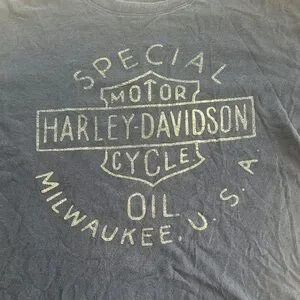 SPECIAL
MOTOR
HARLEY-DAVIDSON
CYCLE
OIL
MILWAUKEE, U.S.A.